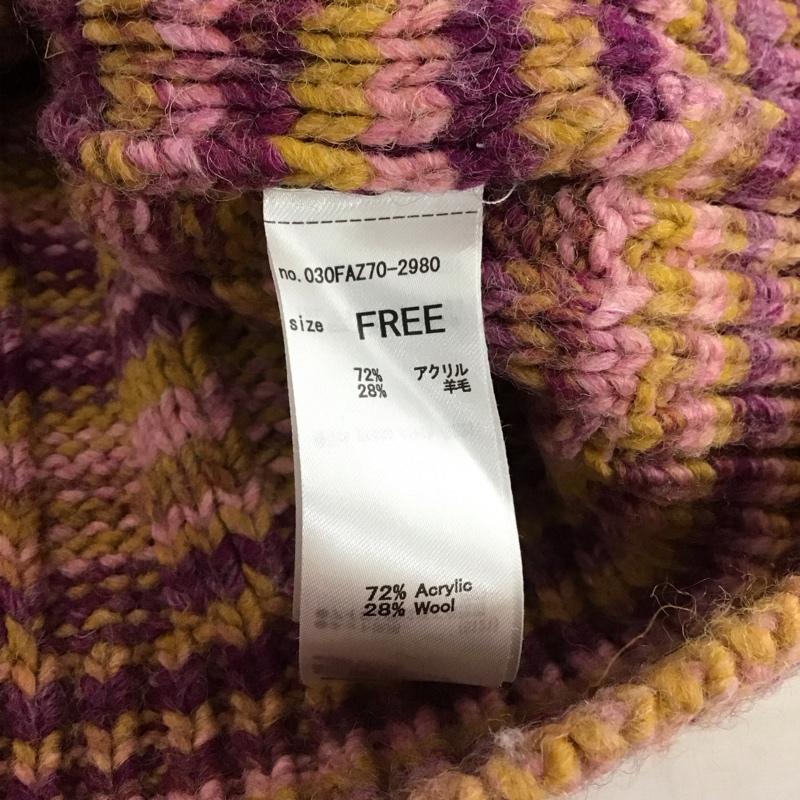 no.030FAZ70-2980
size FREE
72% アクリル
28% 羊毛
72% Acrylic
28% Wool